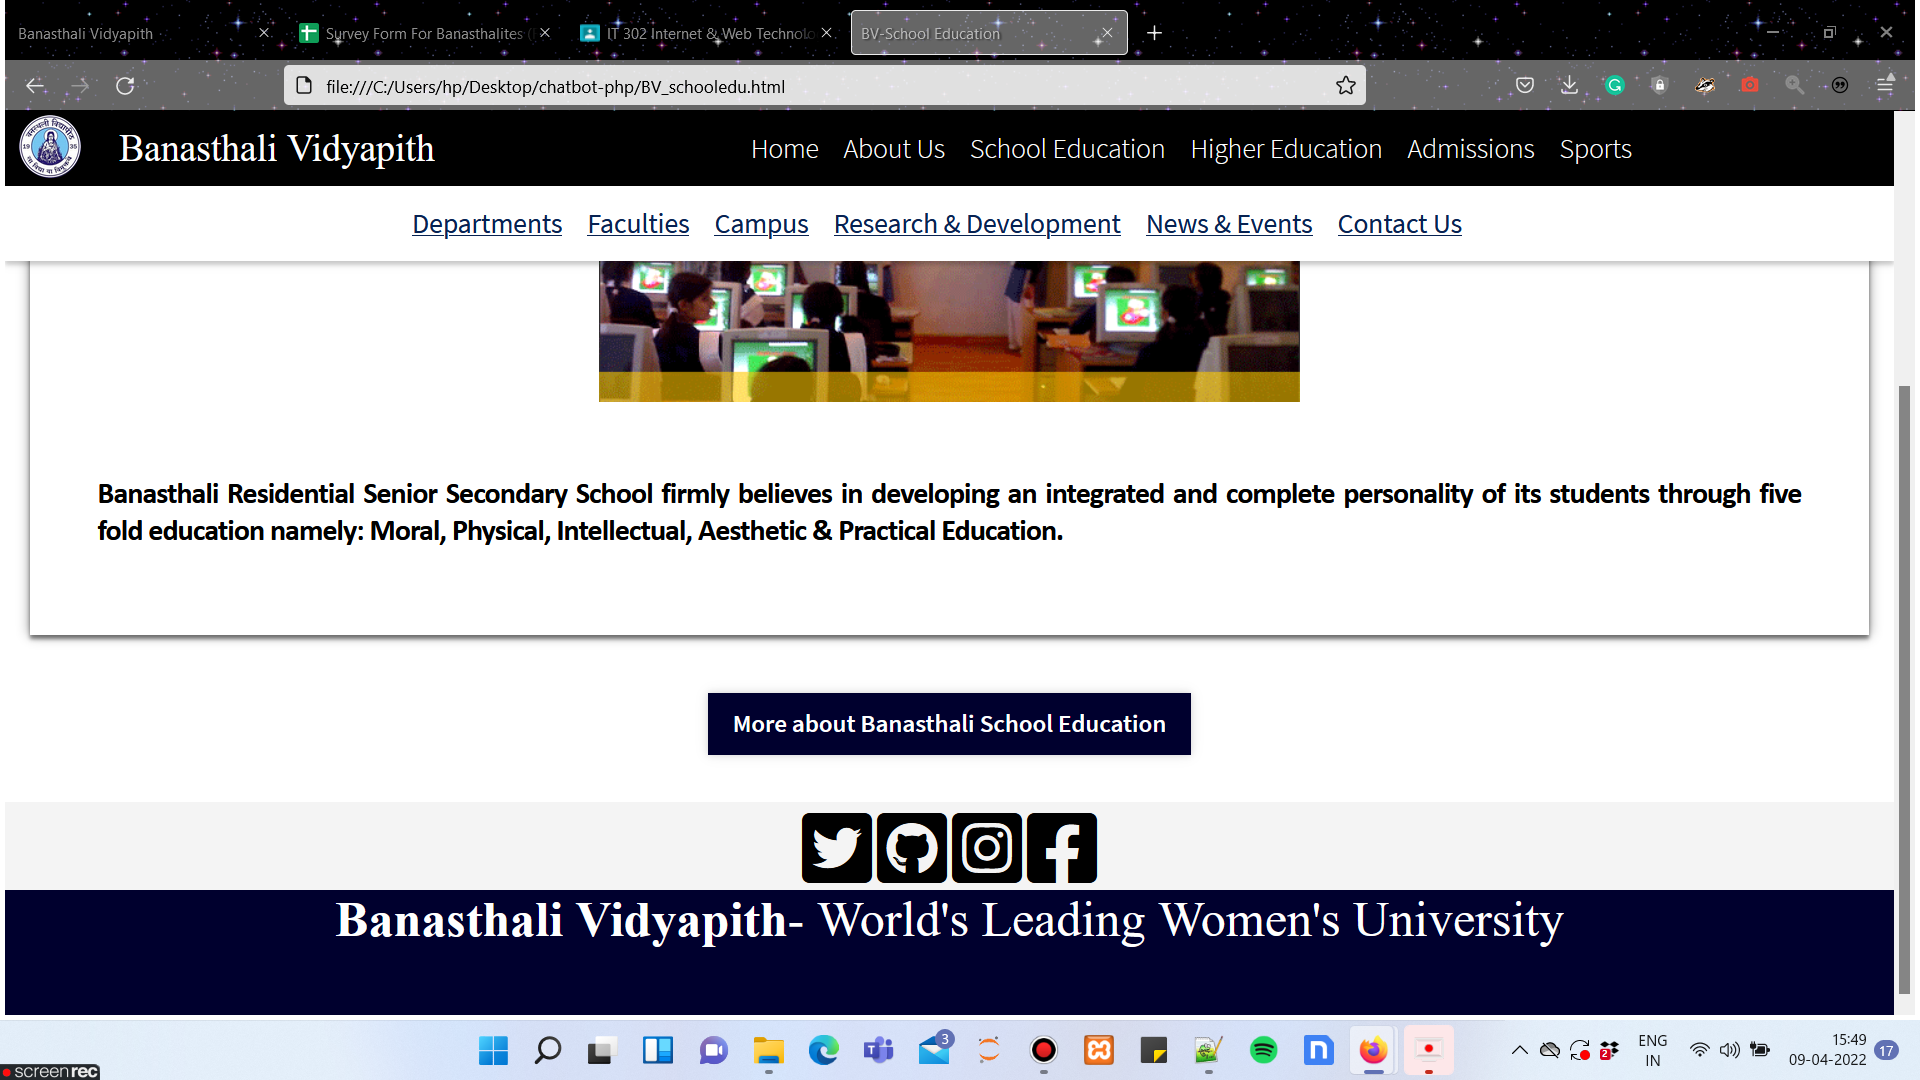 Banasthali Vidyapith
Survey Form For Banasthalites
IT 302 Internet & Web Technolo
BV-School Education
file:///C:/Users/hp/Desktop/chatbot-php/BV_schooledu.html
Banasthali Vidyapith
Home About Us School Education Higher Education Admissions Sports
Departments Faculties Campus Research & Development News & Events Contact Us
Banasthali Residential Senior Secondary School firmly believes in developing an integrated and complete personality of its students through five
fold education namely: Moral, Physical, Intellectual, Aesthetic & Practical Education.
More about Banasthali School Education
Banasthali Vidyapith- World's Leading Women's University
3
2
ENG
IN
15:49
09-04-2022
17
screenrec